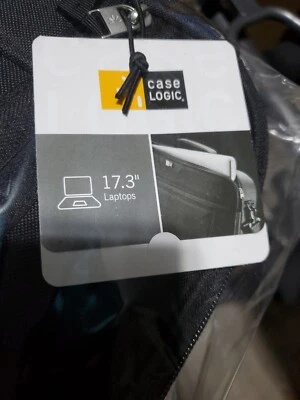 case
LOGIC®
17.3"
Laptops